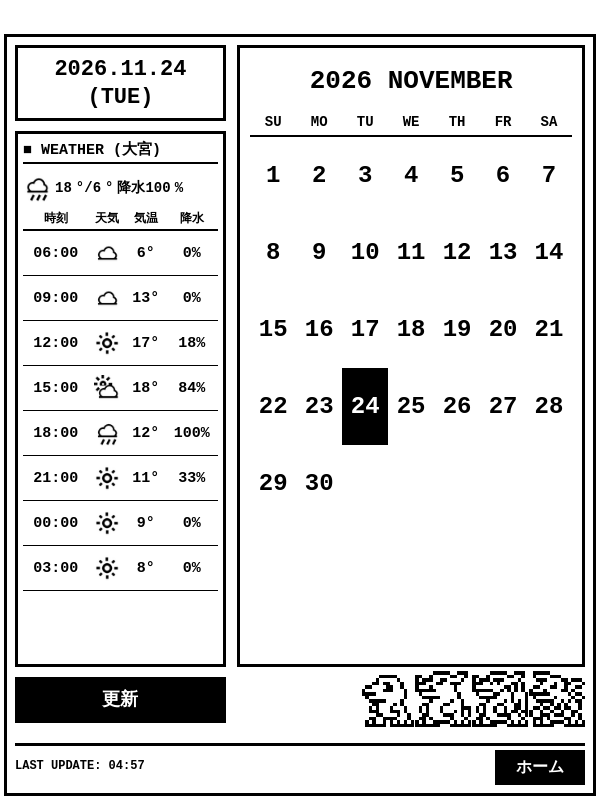 2026.11.24
(TUE)
■ WEATHER (大宮)
18°/6° 降水100%
時刻 天気 気温 降水
06:00 6° 0%
09:00 13° 0%
12:00 17° 18%
15:00 18° 84%
18:00 12° 100%
21:00 11° 33%
00:00 9° 0%
03:00 8° 0%
更新
2026 NOVEMBER
SU MO TU WE TH FR SA
1 2 3 4 5 6 7
8 9 10 11 12 13 14
15 16 17 18 19 20 21
22 23 24 25 26 27 28
29 30
LAST UPDATE: 04:57
ホーム